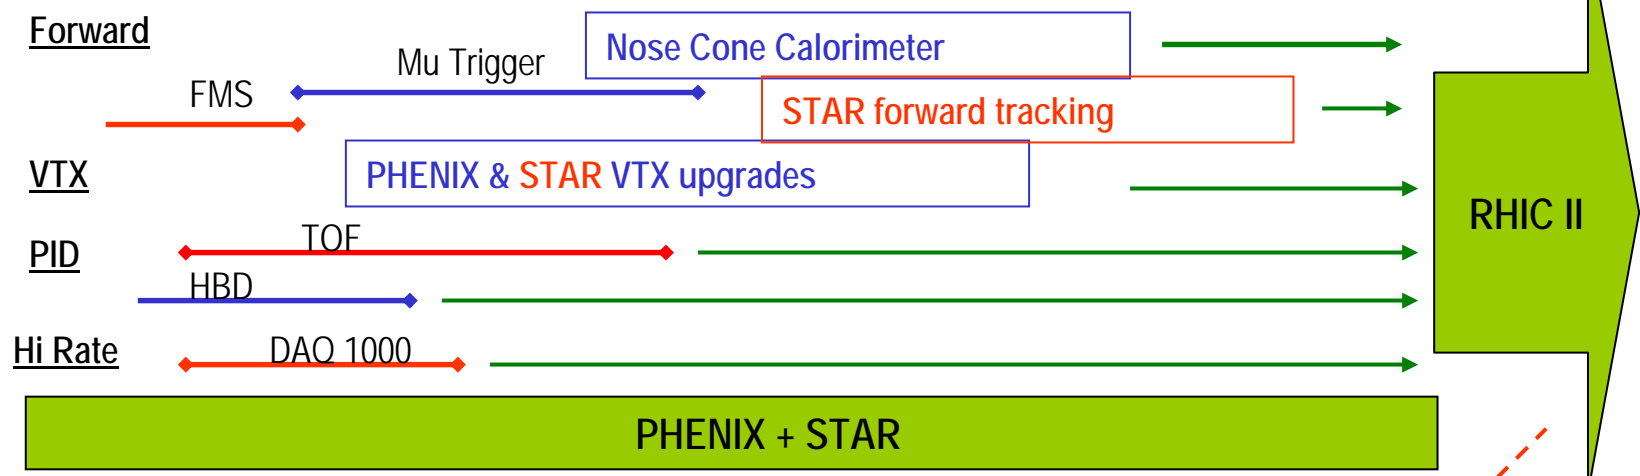 Forward
Nose Cone Calorimeter
Mu Trigger
FMS
STAR forward tracking
VTX
PHENIX & STAR VTX upgrades
RHIC II
TOF
PID
HBD
Hi Rate
DAQ 1000
PHENIX + STAR